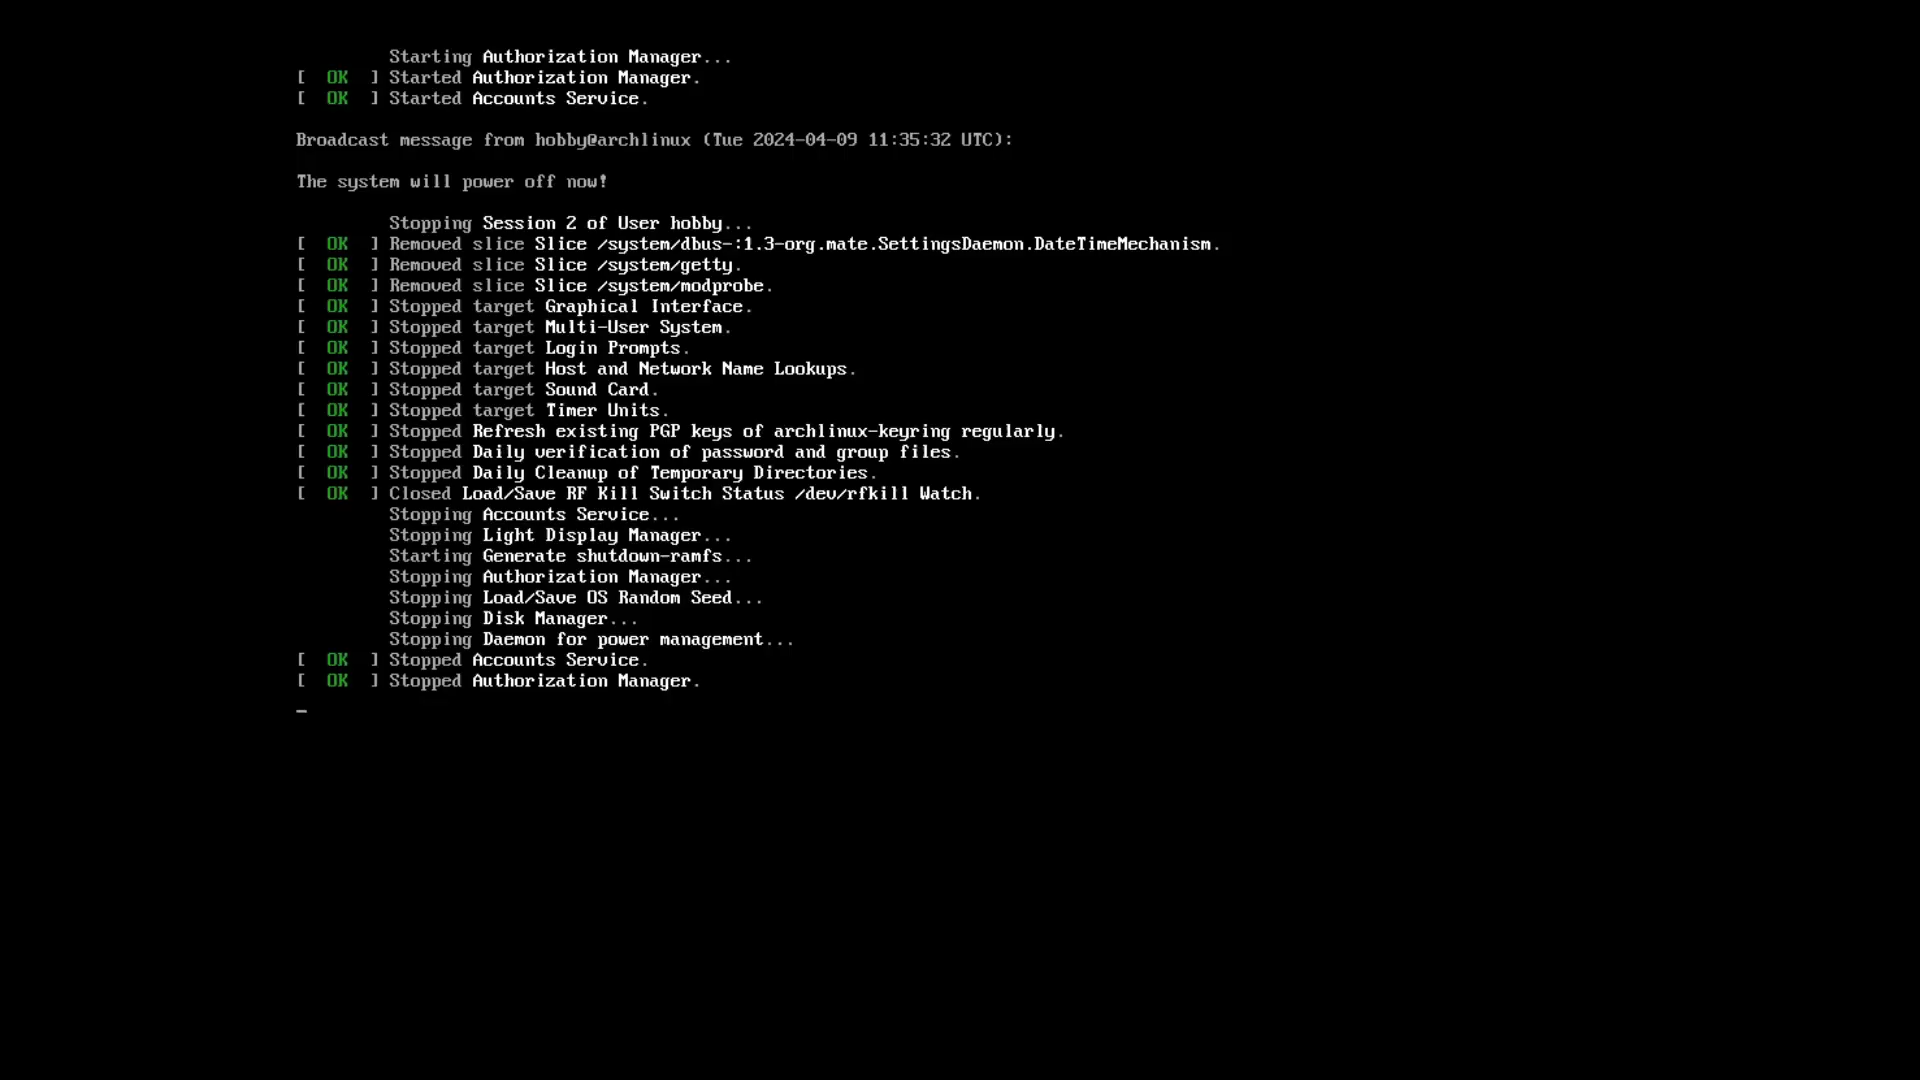 Starting Authorization Manager...
[  OK  ] Started Authorization Manager.
[  OK  ] Started Accounts Service.
Broadcast message from hobby@archlinux (Tue 2024-04-09 11:35:32 UTC):
The system will power off now!
Stopping Session 2 of User hobby...
[  OK  ] Removed slice Slice /system/dbus-:1.3-org.mate.SettingsDaemon.DateTimeMechanism.
[  OK  ] Removed slice Slice /system/getty.
[  OK  ] Removed slice Slice /system/modprobe.
[  OK  ] Stopped target Graphical Interface.
[  OK  ] Stopped target Multi-User System.
[  OK  ] Stopped target Login Prompts.
[  OK  ] Stopped target Host and Network Name Lookups.
[  OK  ] Stopped target Sound Card.
[  OK  ] Stopped target Timer Units.
[  OK  ] Stopped Refresh existing PGP keys of archlinux-keyring regularly.
[  OK  ] Stopped Daily verification of password and group files.
[  OK  ] Stopped Daily Cleanup of Temporary Directories.
[  OK  ] Closed Load/Save RF Kill Switch Status /dev/rfkill Watch.
Stopping Accounts Service...
Stopping Light Display Manager...
Starting Generate shutdown-ramfs...
Stopping Authorization Manager...
Stopping Load/Save OS Random Seed...
Stopping Disk Manager...
Stopping Daemon for power management...
[  OK  ] Stopped Accounts Service.
[  OK  ] Stopped Authorization Manager.